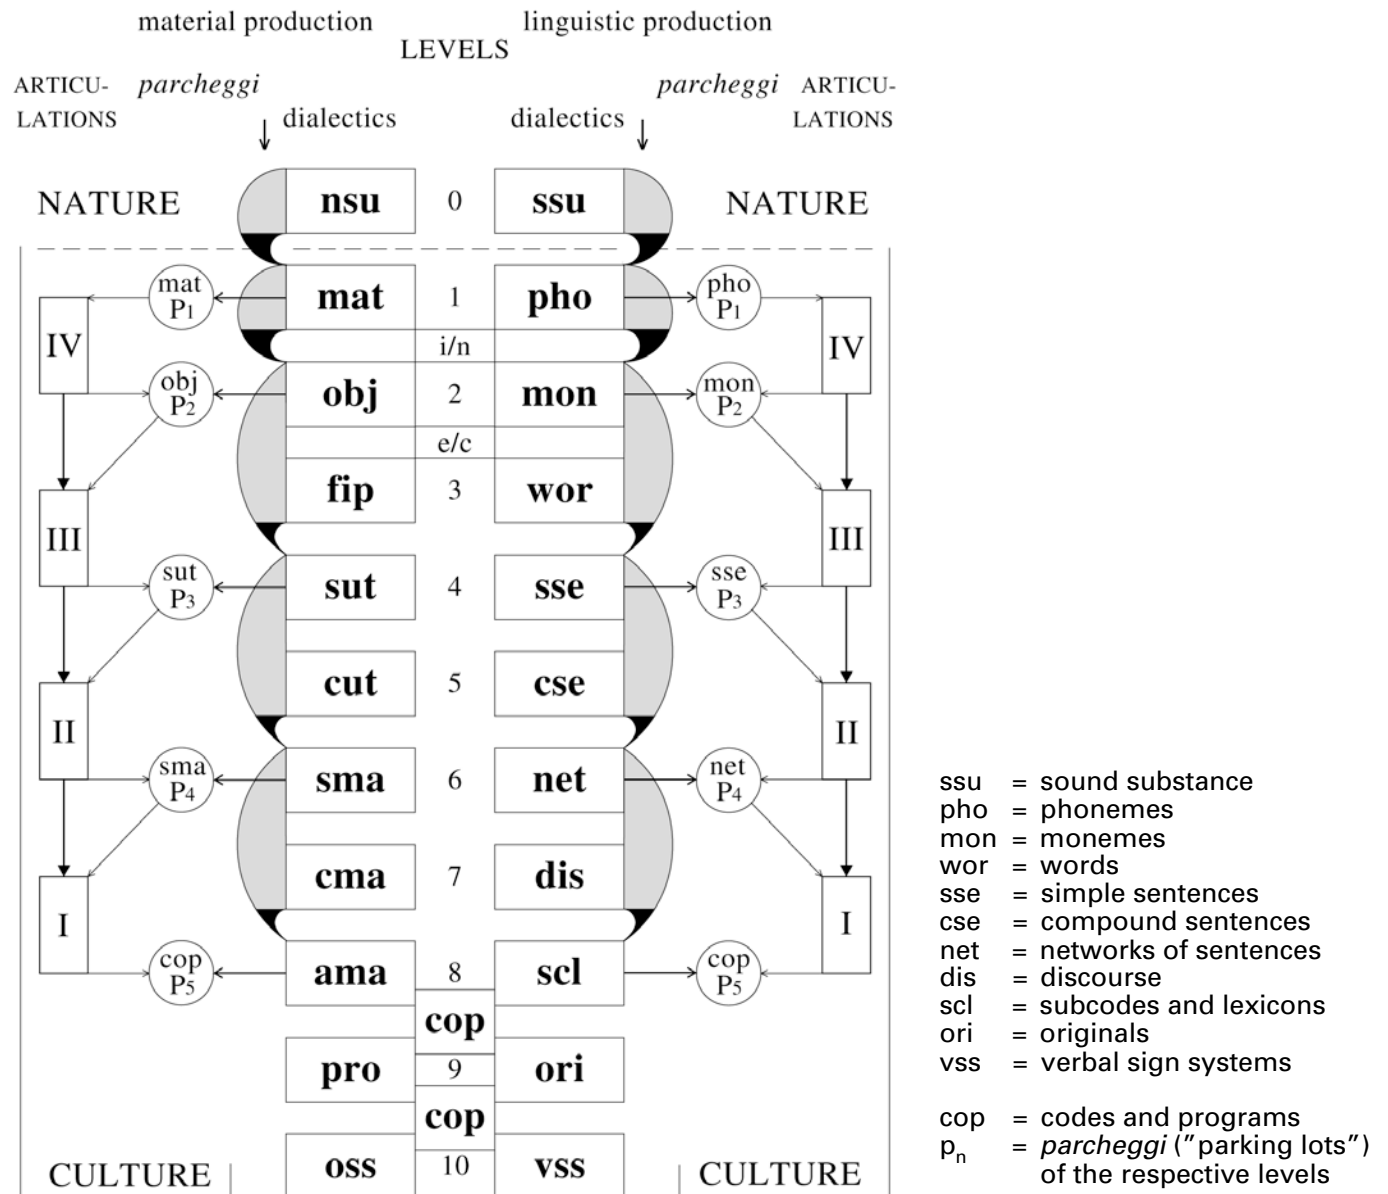 material production linguistic production
LEVELS
ARTICU- parcheggi parcheggi ARTICU-
LATIONS dialectics dialectics LATIONS
NATURE nsu 0 ssu NATURE
mat P1 mat 1 pho pho P1
IV i/n IV
obj P2 obj 2 mon mon P2
e/c
fip 3 wor
III III
sut P3 sut 4 sse sse P3
cut 5 cse
II II
sma P4 sma 6 net net P4
cma 7 dis
I I
cop P5 ama 8 scl cop P5
cop
pro 9 ori
cop
CULTURE oss 10 vss CULTURE
ssu = sound substance
pho = phonemes
mon = monemes
wor = words
sse = simple sentences
cse = compound sentences
net = networks of sentences
dis = discourse
scl = subcodes and lexicons
ori = originals
vss = verbal sign systems
cop = codes and programs
pn = parcheggi ("parking lots")
of the respective levels